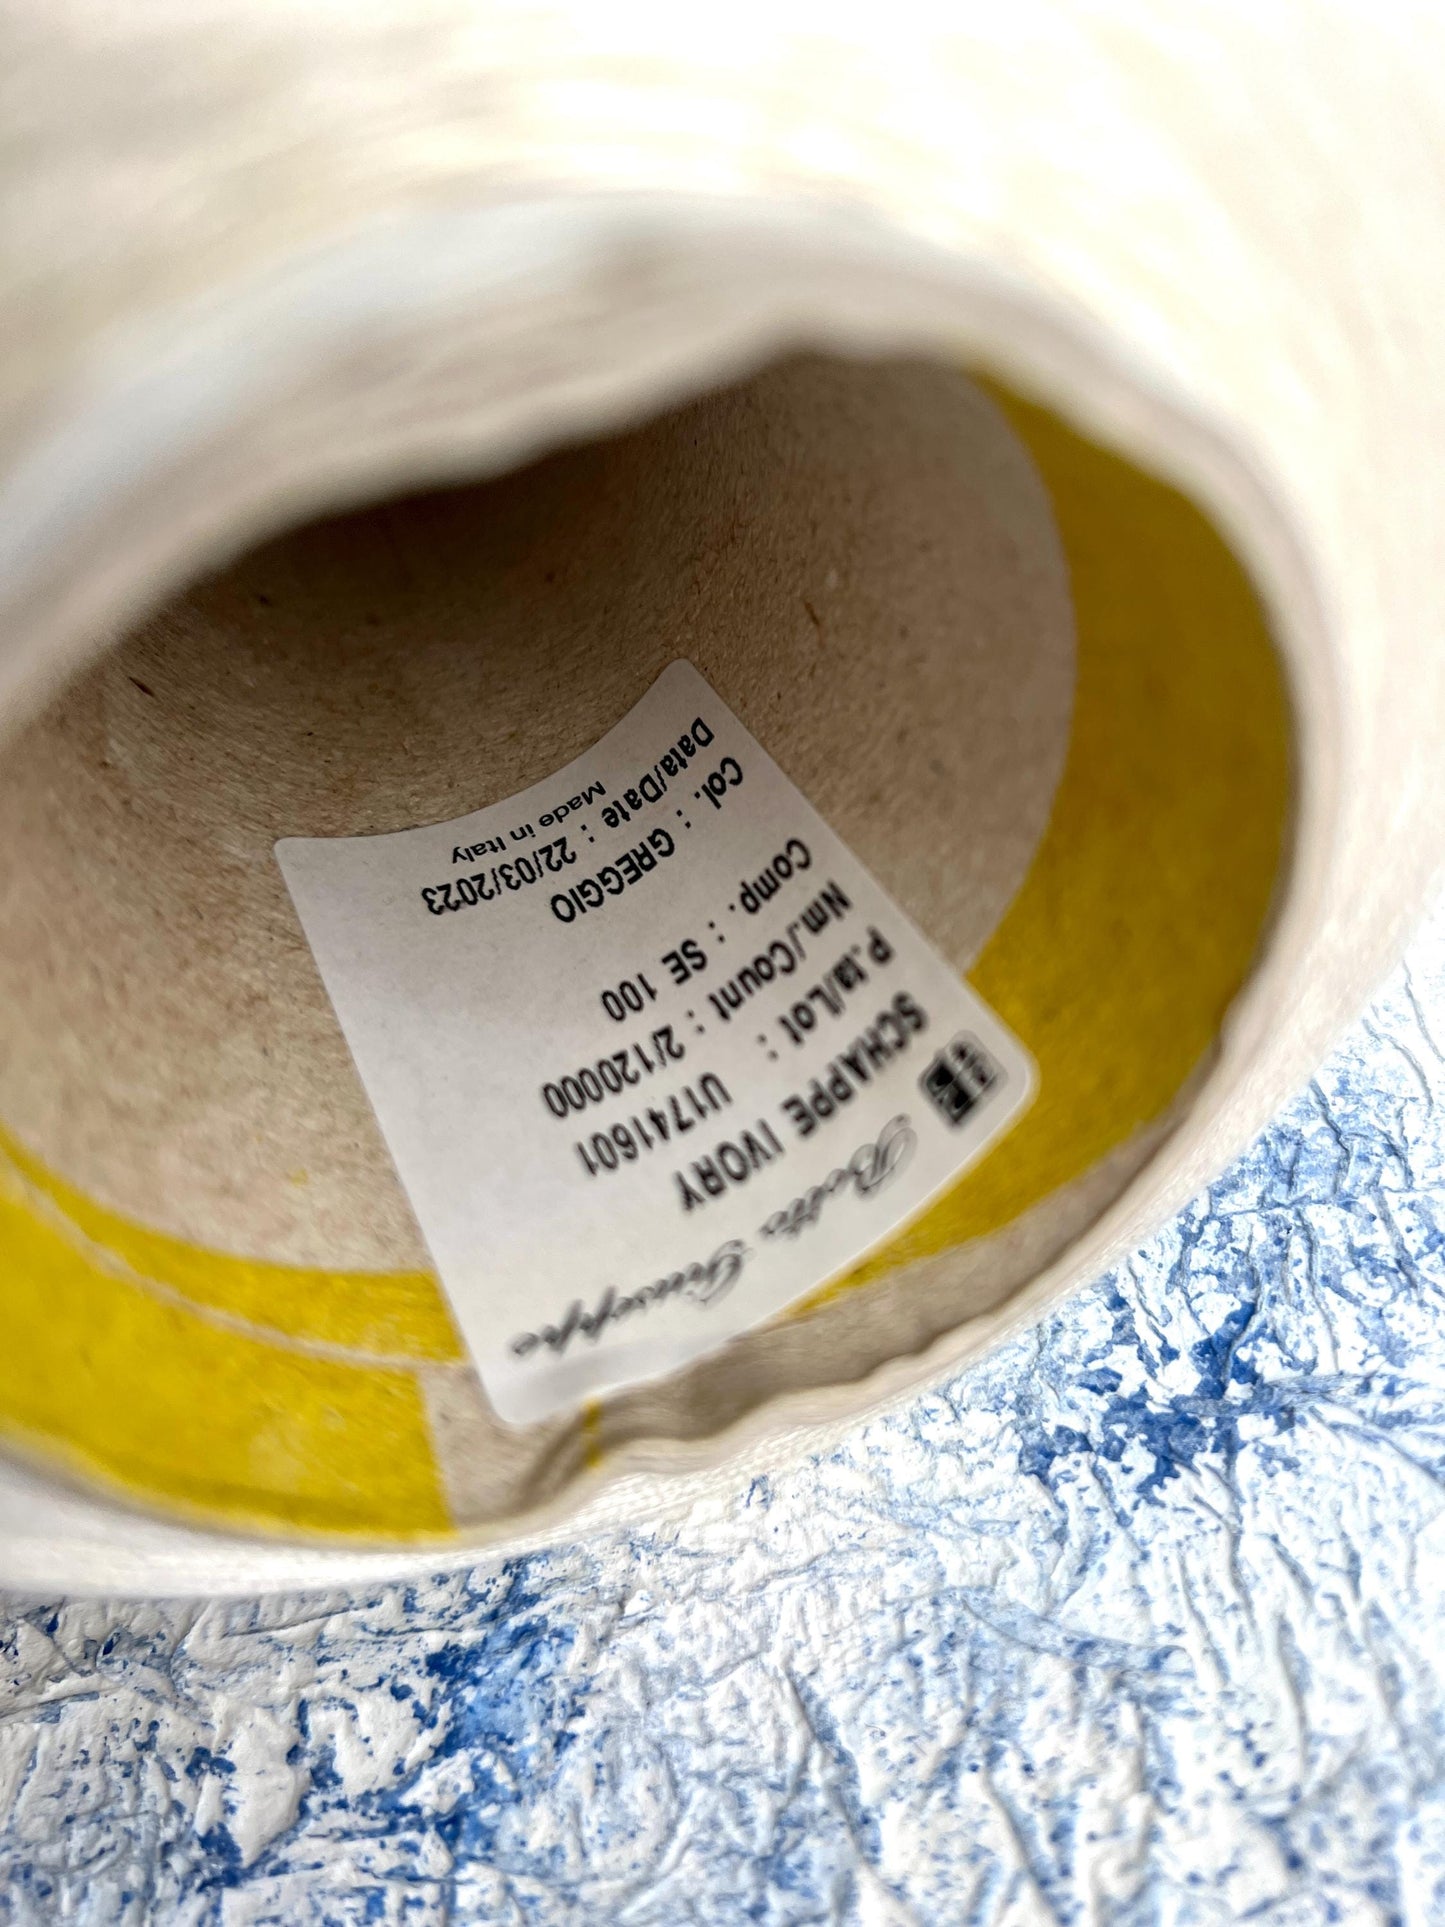 Botto Giuseppe
SCHAPPE IVORY
P.ta/Lot : U1741601
Nm./Count : 2/120000
Comp. : SE 100
Col. : GREGGIO
Data/Date : 22/03/2023
Made in Italy